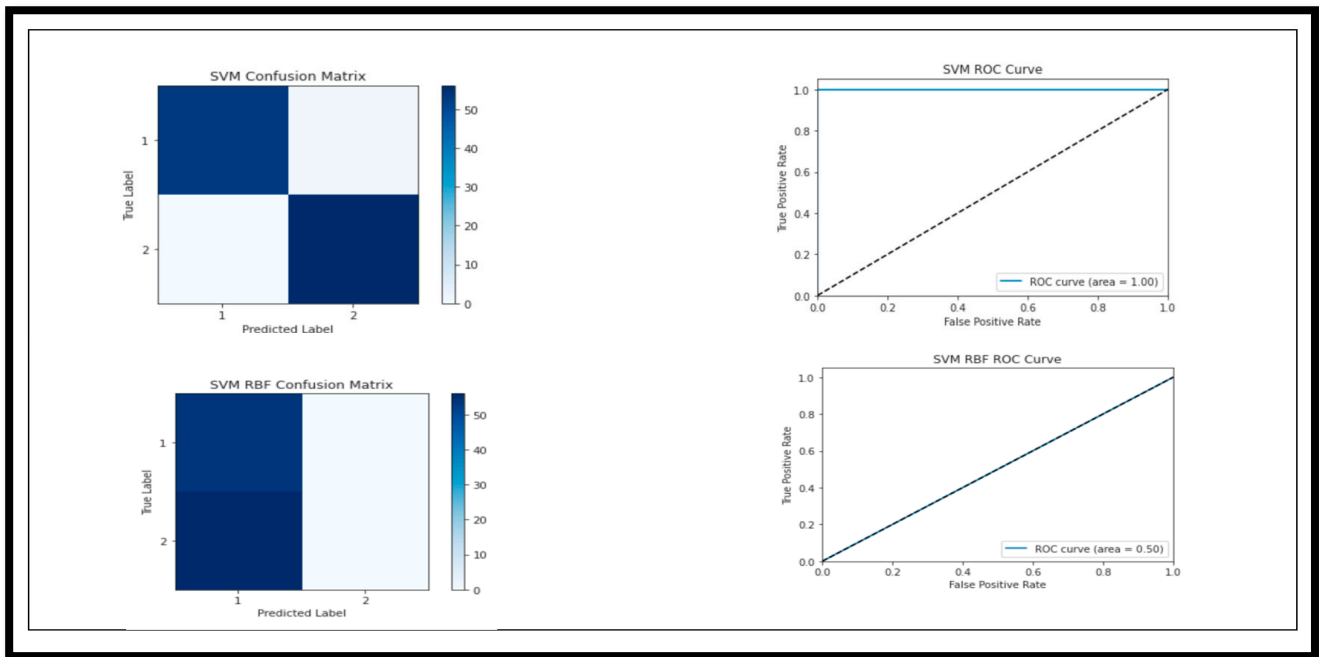 SVM Confusion Matrix
50
40
30
20
10
0
1
2
True Label
1
2
Predicted Label
SVM ROC Curve
1.0
0.8
0.6
0.4
0.2
0.0
True Positive Rate
ROC curve (area = 1.00)
0.0 0.2 0.4 0.6 0.8 1.0
False Positive Rate
SVM RBF Confusion Matrix
50
40
30
20
10
0
1
2
True Label
1 2
Predicted Label
SVM RBF ROC Curve
1.0
0.8
0.6
0.4
0.2
0.0
True Positive Rate
ROC curve (area = 0.50)
0.0 0.2 0.4 0.6 0.8 1.0
False Positive Rate